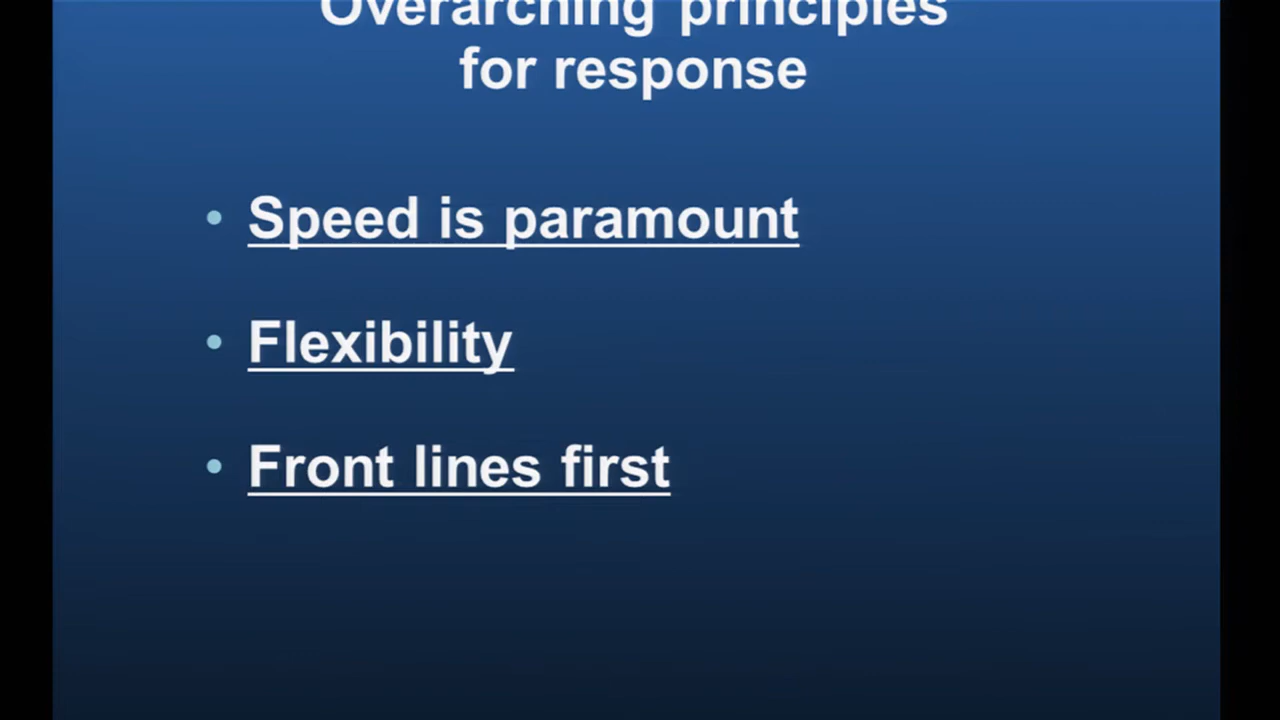 Overarching principles
for response
• Speed is paramount
• Flexibility
• Front lines first